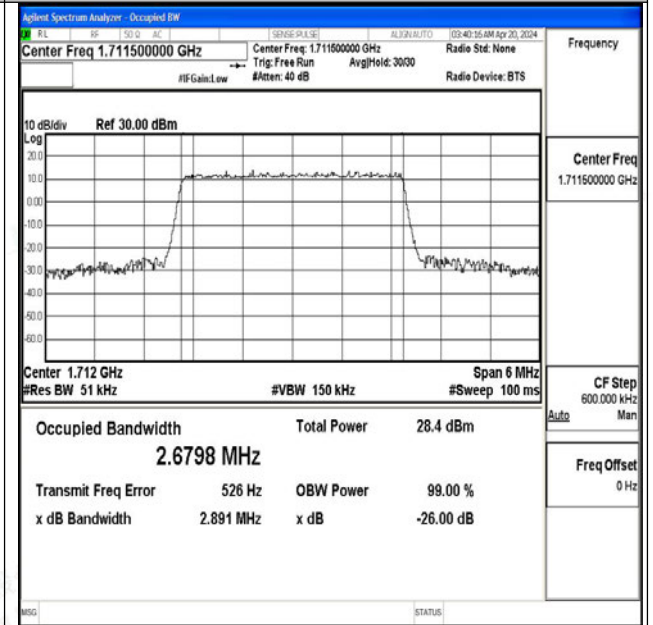 Agilent Spectrum Analyzer - Occupied BW
RL RF 50 Ω AC SENSE:PULSE ALIGN AUTO 03:40:16 AM Apr 20, 2024
Center Freq 1.711500000 GHz
Center Freq: 1.711500000 GHz
Radio Std: None
Trig: Free Run Avg|Hold: 30/30
#IFGain:Low #Atten: 40 dB Radio Device: BTS
Frequency
10 dB/div Ref 30.00 dBm
Log
20.0
10.0
0.00
-10.0
-20.0
-30.0
-40.0
-50.0
-60.0
Center 1.712 GHz Span 6 MHz
#Res BW 51 kHz #VBW 150 kHz #Sweep 100 ms
Occupied Bandwidth Total Power 28.4 dBm
2.6798 MHz
Transmit Freq Error 526 Hz OBW Power 99.00 %
x dB Bandwidth 2.891 MHz x dB -26.00 dB
Center Freq
1.711500000 GHz
CF Step
600.000 kHz
Auto Man
Freq Offset
0 Hz
MSG STATUS